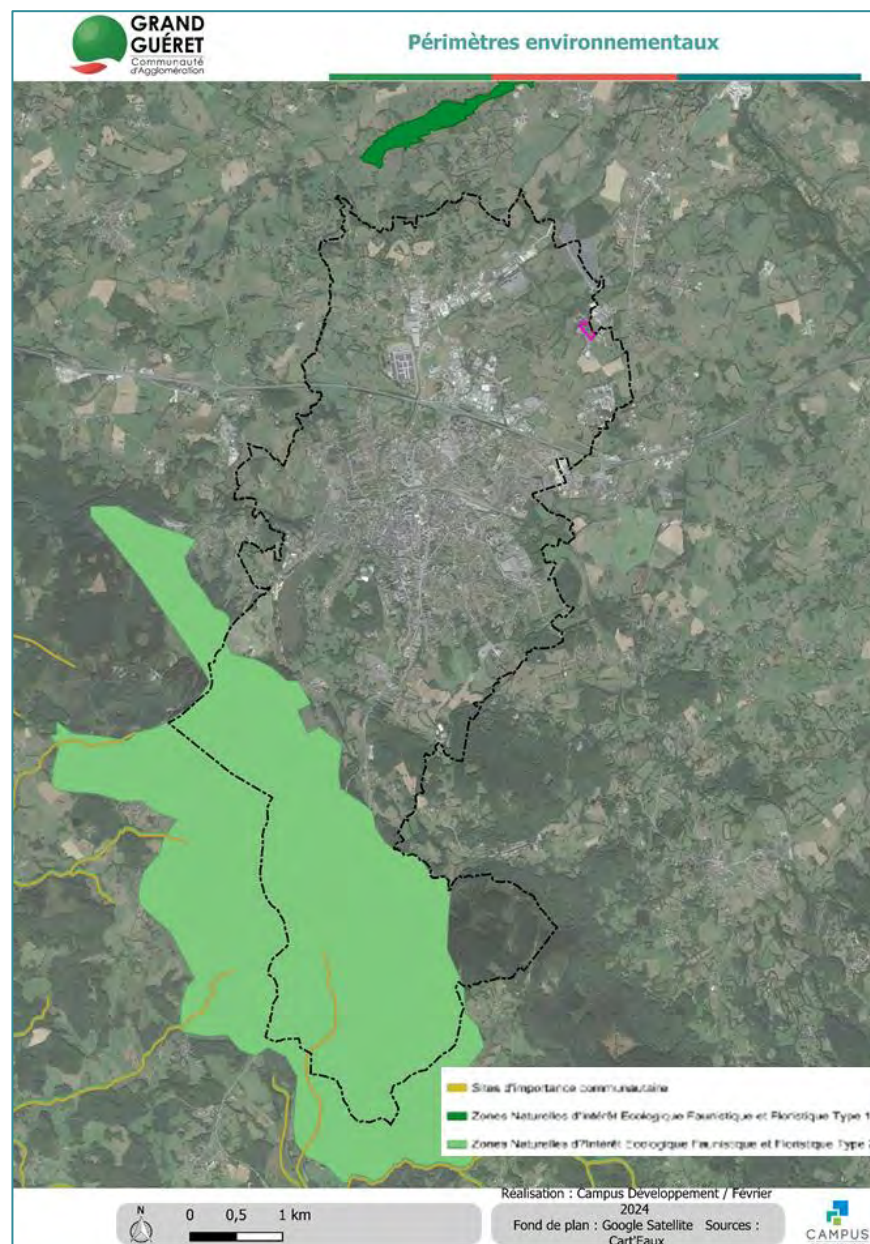 GRAND
GUÉRET
Communauté
d'Agglomération
Périmètres environnementaux
Sites d'importance communautaire
Zones Naturelles d'Intérêt Ecologique Faunistique et Floristique Type 1
Zones Naturelles d'Intérêt Ecologique Faunistique et Floristique Type 2
N
0 0,5 1 km
Réalisation : Campus Développement / Février
2024
Fond de plan : Google Satellite Sources :
Cart'Eaux
CAMPUS